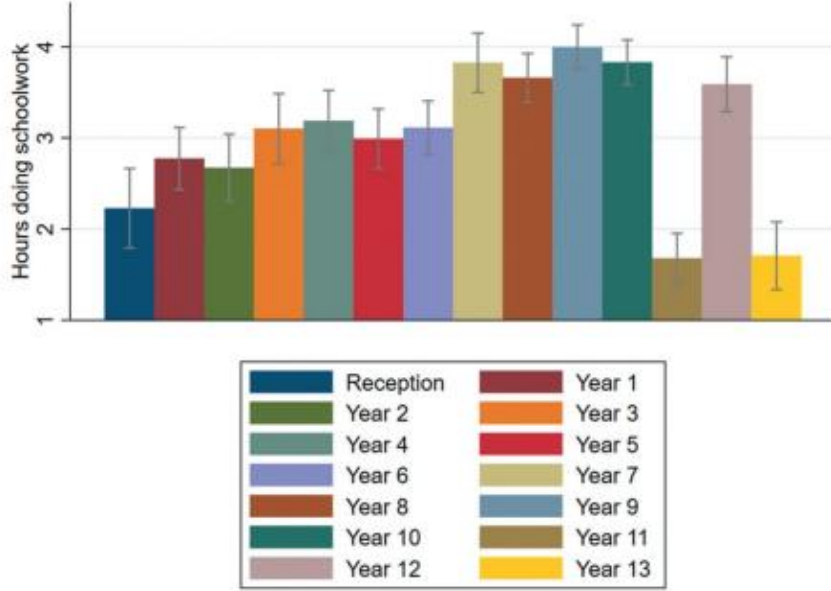 Hours doing schoolwork
4
3
2
1
Reception
Year 1
Year 2
Year 3
Year 4
Year 5
Year 6
Year 7
Year 8
Year 9
Year 10
Year 11
Year 12
Year 13